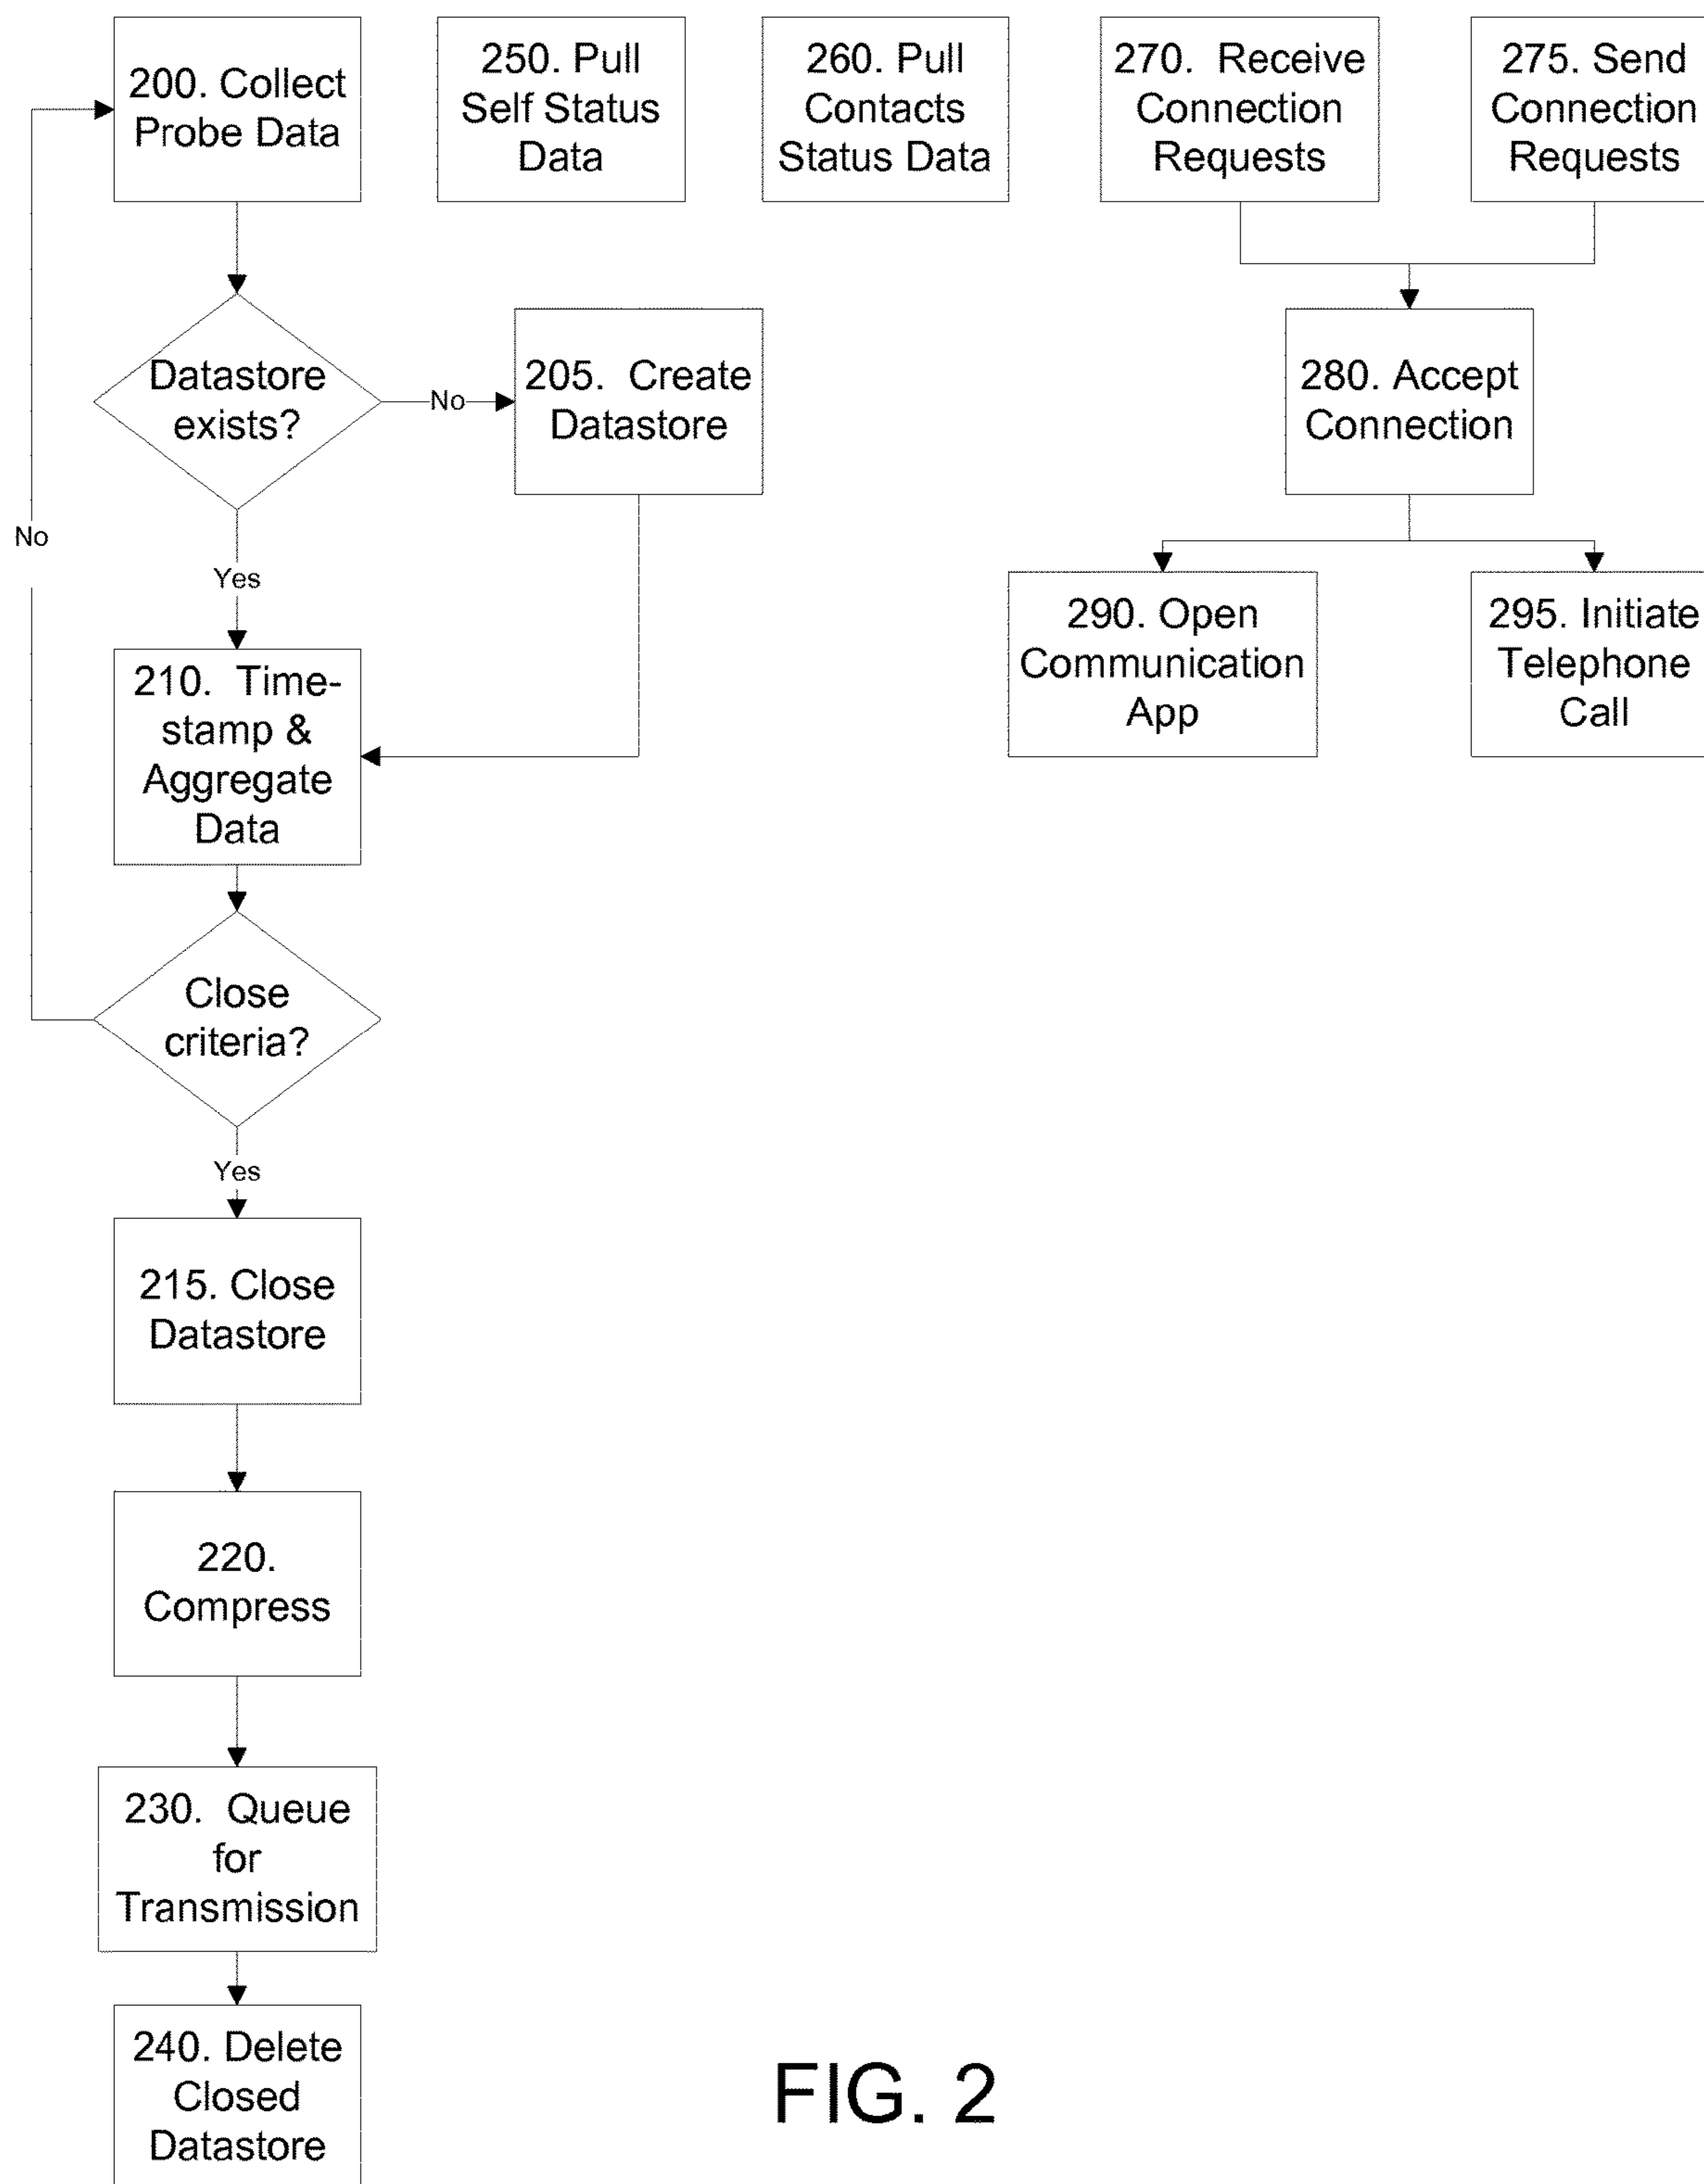 200. Collect
Probe Data
250. Pull
Self Status
Data
260. Pull
Contacts
Status Data
270. Receive
Connection
Requests
275. Send
Connection
Requests
Datastore
exists?
No
205. Create
Datastore
280. Accept
Connection
No
Yes
210. Time-
stamp &
Aggregate
Data
290. Open
Communication
App
295. Initiate
Telephone
Call
Close
criteria?
Yes
215. Close
Datastore
220.
Compress
230. Queue
for
Transmission
240. Delete
Closed
Datastore
FIG. 2